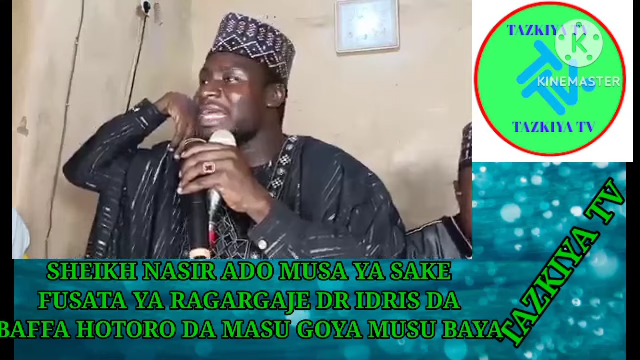 TAZKIYA TV
KINEMASTER
TAZKIYA TV
TAZKIYA TV
SHEIKH NASIR ADO MUSA YA SAKE
FUSATA YA RAGARGAJE DR IDRIS DA
BAFFA HOTORO DA MASU GOYA MUSU BAYA